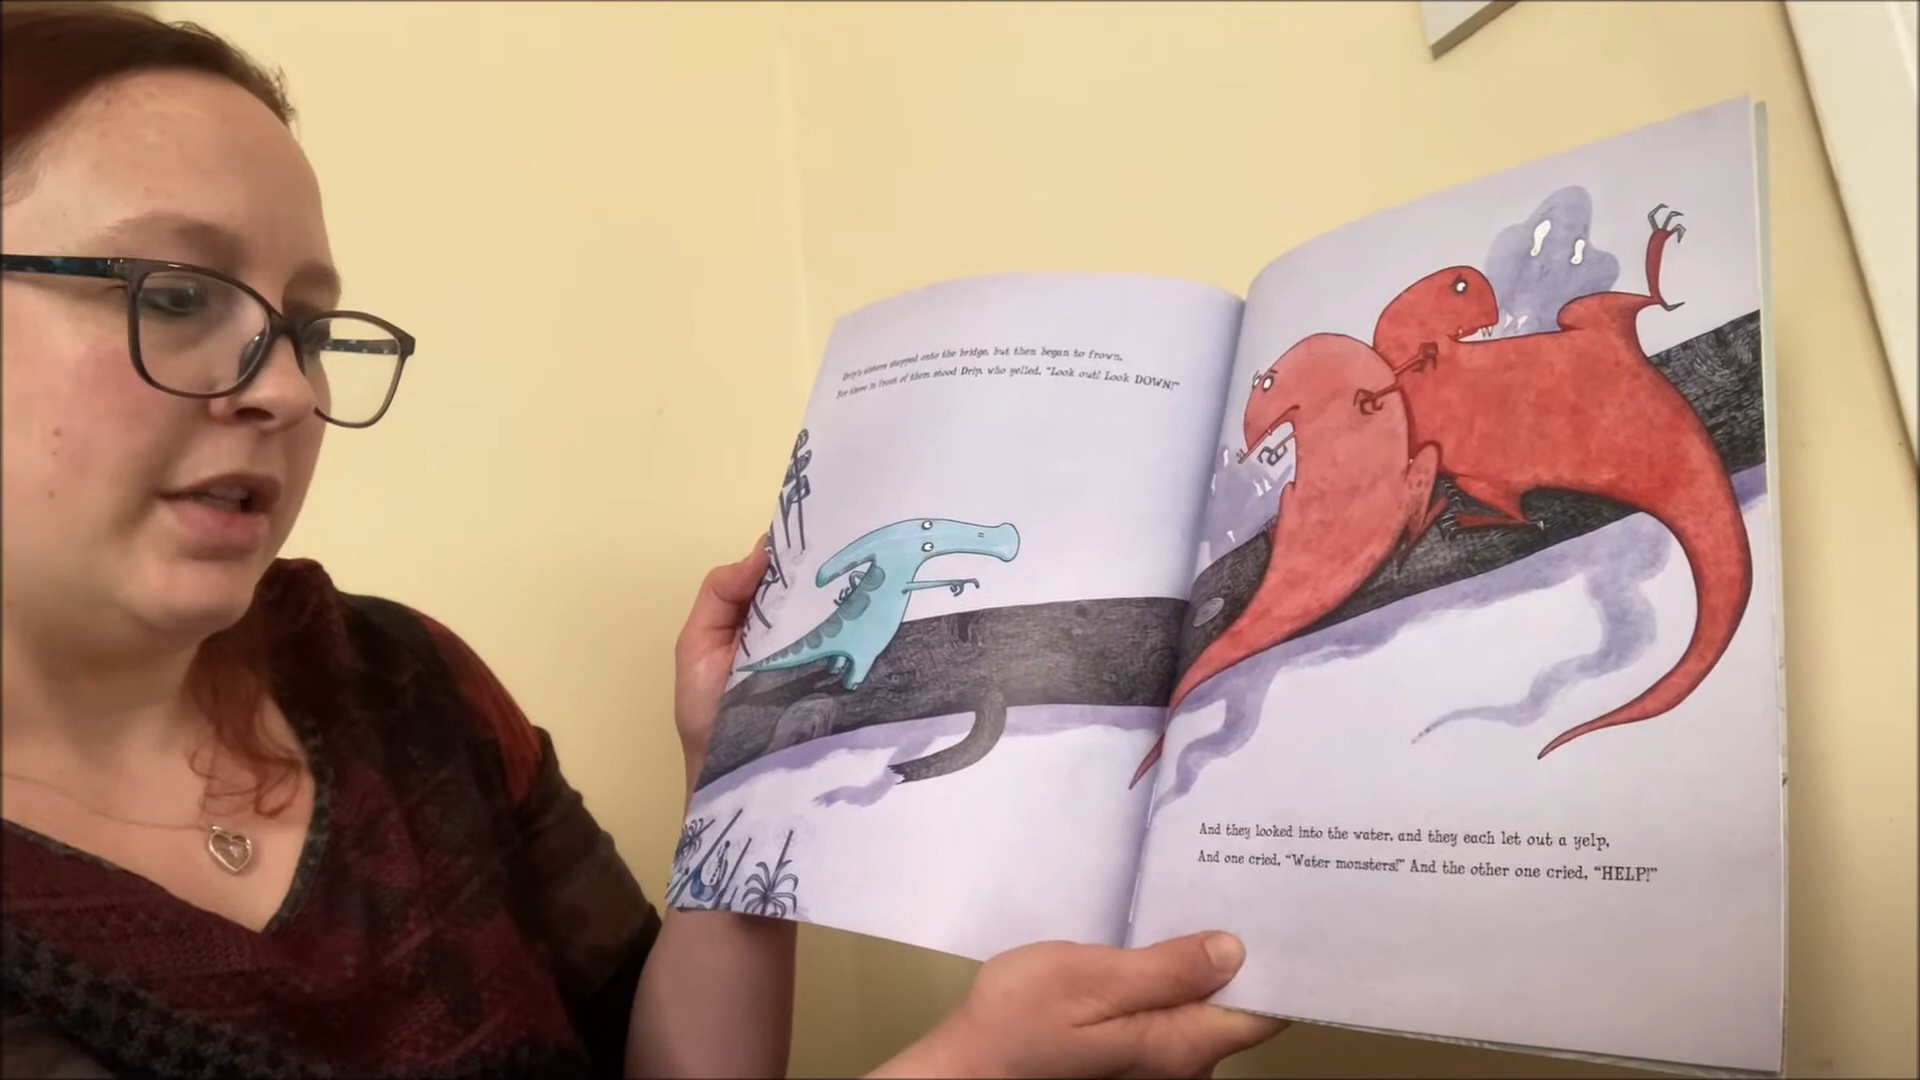 Drip's sisters stepped onto the bridge, but then began to frown,
For there in front of them stood Drip, who yelled, "Look out! Look DOWN!"
And they looked into the water, and they each let out a yelp,
And one cried, "Water monsters!" And the other one cried, "HELP!"